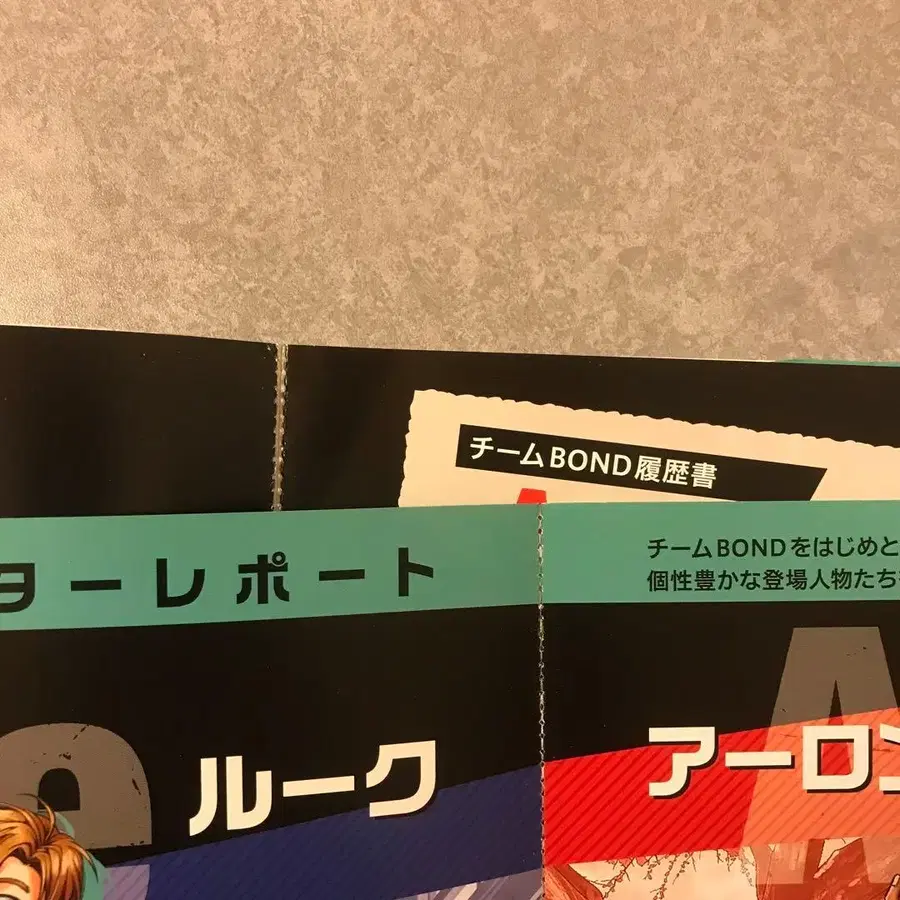 チームBOND履歴書
ターレポート
チームBONDをはじめと
個性豊かな登場人物たち
ルーク
アーロン